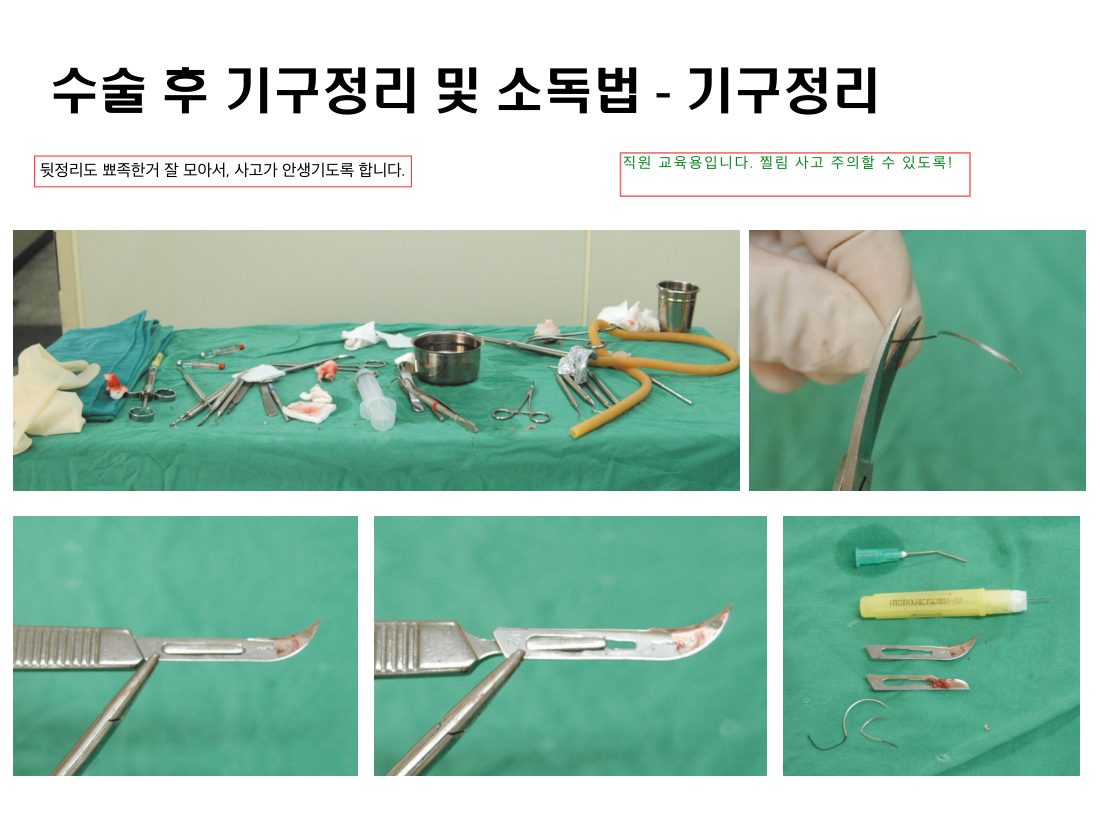 수술 후 기구정리 및 소독법 - 기구정리
뒷정리도 뾰족한거 잘 모아서, 사고가 안생기도록 합니다.
직원 교육용입니다. 찔림 사고 주의할 수 있도록!